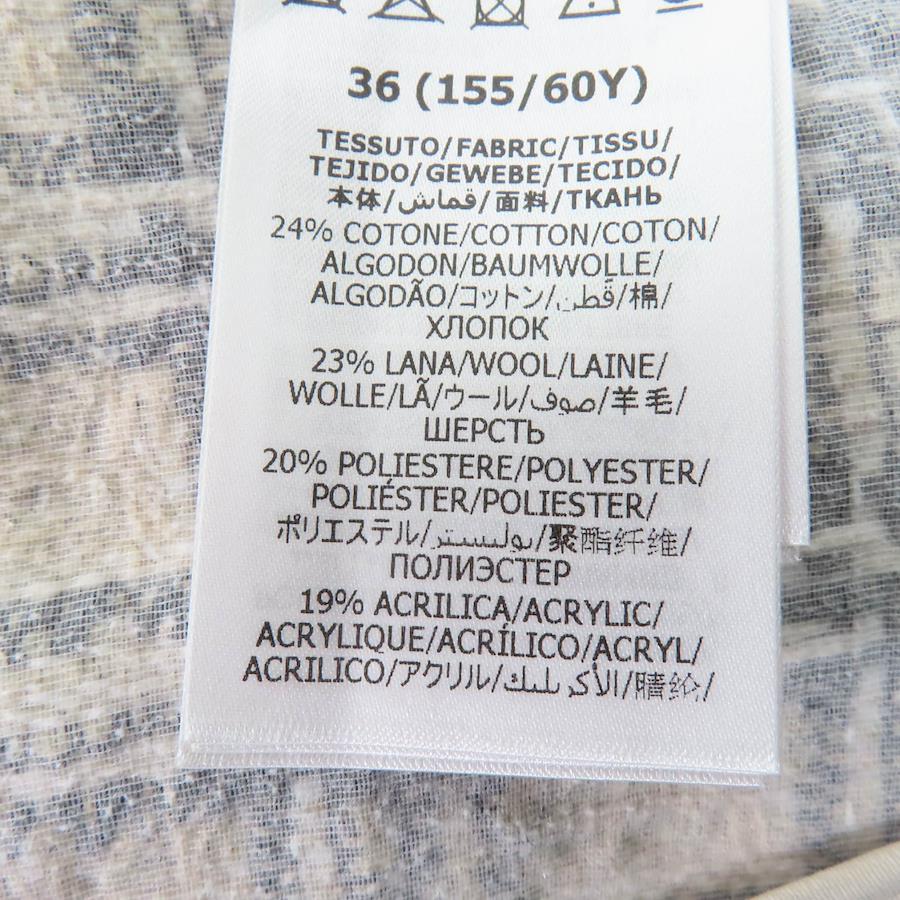 36 (155/60Y)
TESSUTO/FABRIC/TISSU/
TEJIDO/GEWEBE/TECIDO/
本体/قماش/面料/ТКАНЬ
24% COTONE/COTTON/COTON/
ALGODON/BAUMWOLLE/
ALGODÃO/コットン/قطن/棉/
ХЛОПОК
23% LANA/WOOL/LAINE/
WOLLE/LÃ/ウール/صوف/羊毛/
ШЕРСТЬ
20% POLIESTERE/POLYESTER/
POLIÉSTER/POLIESTER/
ポリエステル/بوليستر/聚酯纤维/
ПОЛИЭСТЕР
19% ACRILICA/ACRYLIC/
ACRYLIQUE/ACRÍLICO/ACRYL/
ACRILICO/アクリル/الأكريليك/腈纶/